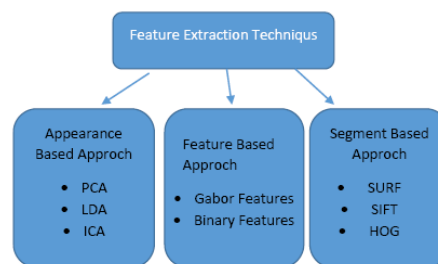 Feature Extraction Techniqus
Appearance
Based Approch
• PCA
• LDA
• ICA
Feature Based
Approch
• Gabor Features
• Binary Features
Segment Based
Approch
• SURF
• SIFT
• HOG